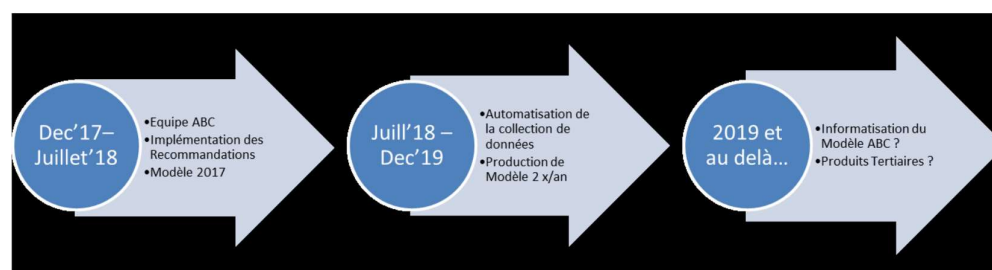 Dec'17–
Juillet'18
•Equipe ABC
•Implémentation des
Recommandations
•Modèle 2017
Juill'18 –
Dec'19
•Automatisation de
la collection de
données
•Production de
Modèle 2 x/an
2019 et
au delà...
•Informatisation du
Modèle ABC ?
•Produits Tertiaires ?